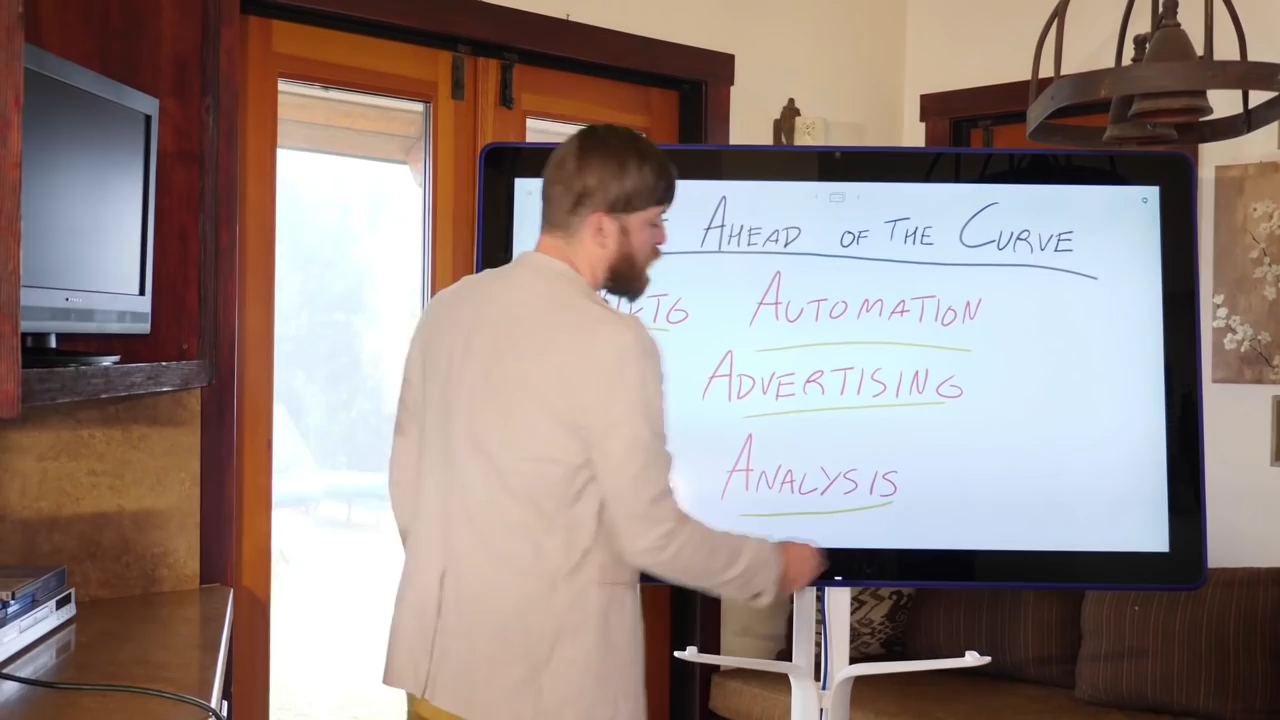 AHEAD OF THE CURVE
AUTOMATION
ADVERTISING
ANALYSIS